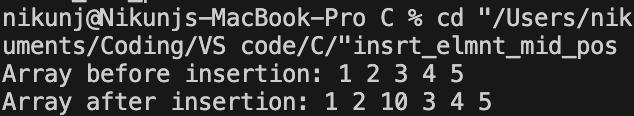 nikunj@Nikunjs-MacBook-Pro C % cd "/Users/nik
uments/Coding/VS code/C/"insrt_elmnt_mid_pos
Array before insertion: 1 2 3 4 5
Array after insertion: 1 2 10 3 4 5